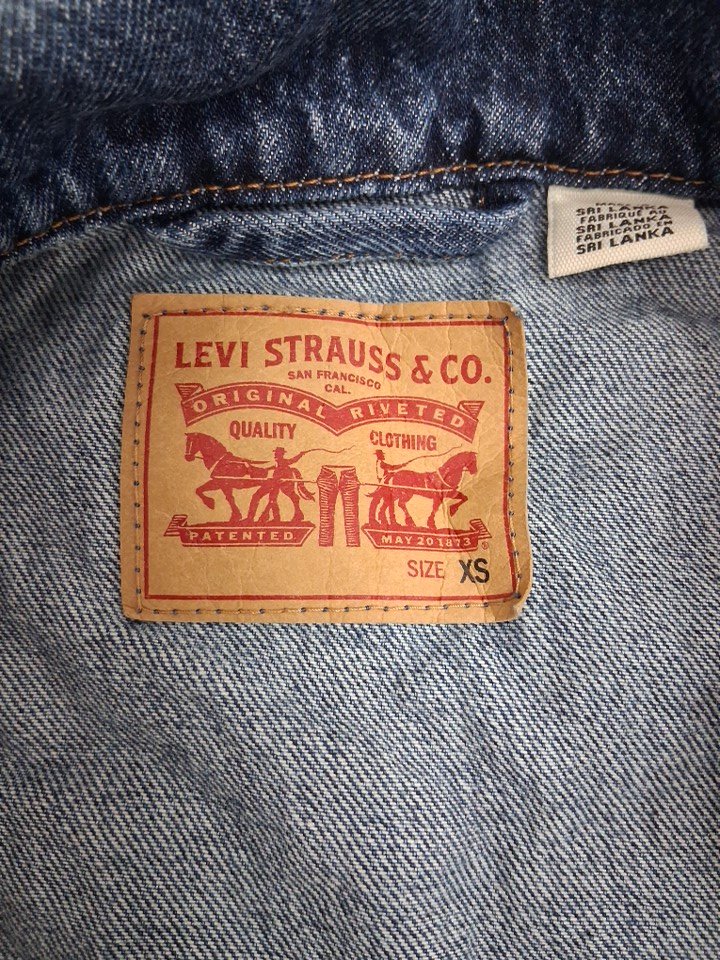 SRI LANKA
FABRIQUÉ AU
SRI LANKA
FABRICADO EN
SRI LANKA
LEVI STRAUSS & CO.
SAN FRANCISCO
CAL.
ORIGINAL RIVETED
QUALITY CLOTHING
PATENTED MAY 20 1873 ®
SIZE XS